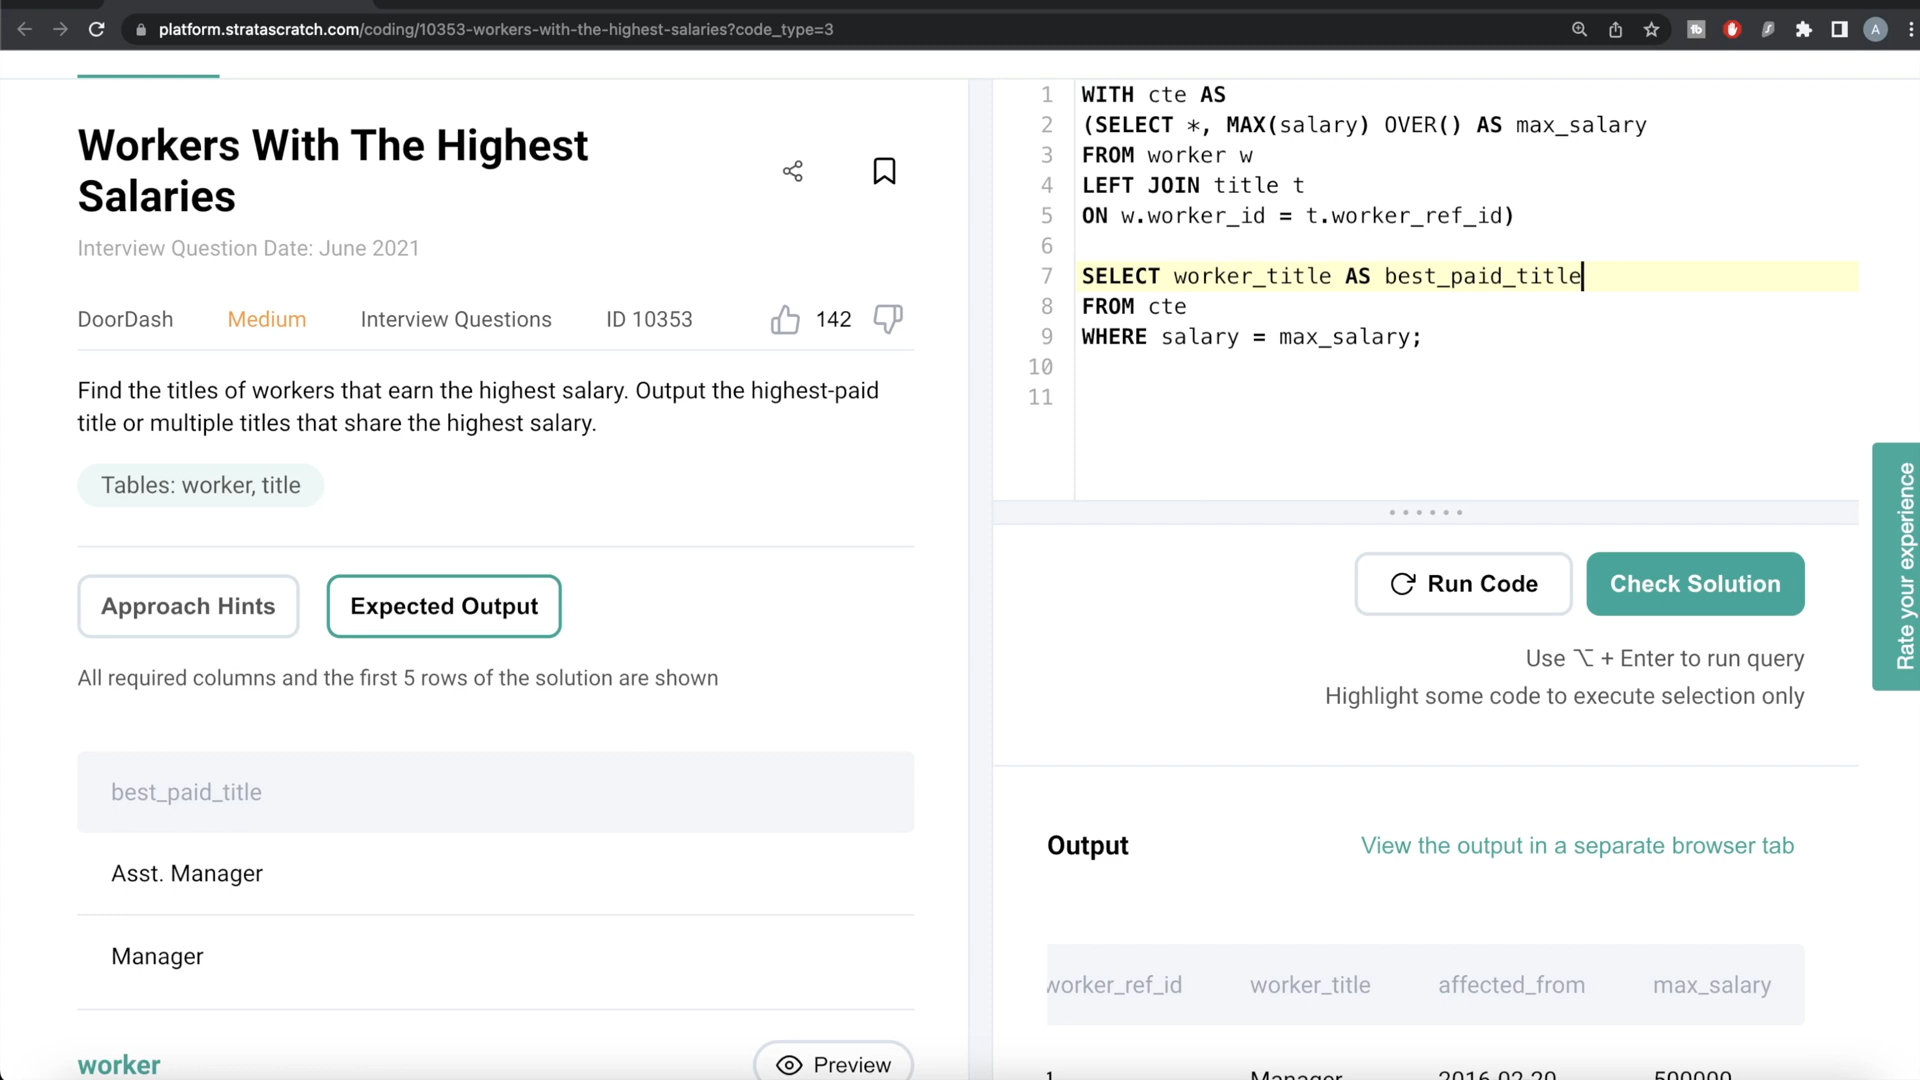 platform.stratascratch.com/coding/10353-workers-with-the-highest-salaries?code_type=3
A
Workers With The Highest
Salaries
Interview Question Date: June 2021
DoorDash Medium Interview Questions ID 10353 142
Find the titles of workers that earn the highest salary. Output the highest-paid
title or multiple titles that share the highest salary.
Tables: worker, title
Approach Hints Expected Output
All required columns and the first 5 rows of the solution are shown
best_paid_title
Asst. Manager
Manager
worker Preview
1 WITH cte AS
2 (SELECT *, MAX(salary) OVER() AS max_salary
3 FROM worker w
4 LEFT JOIN title t
5 ON w.worker_id = t.worker_ref_id)
6
7 SELECT worker_title AS best_paid_title
8 FROM cte
9 WHERE salary = max_salary;
10
11
Run Code Check Solution
Use ⌥ + Enter to run query
Highlight some code to execute selection only
Output View the output in a separate browser tab
worker_ref_id worker_title affected_from max_salary
1 Manager 2016-02-20 500000
Rate your experience